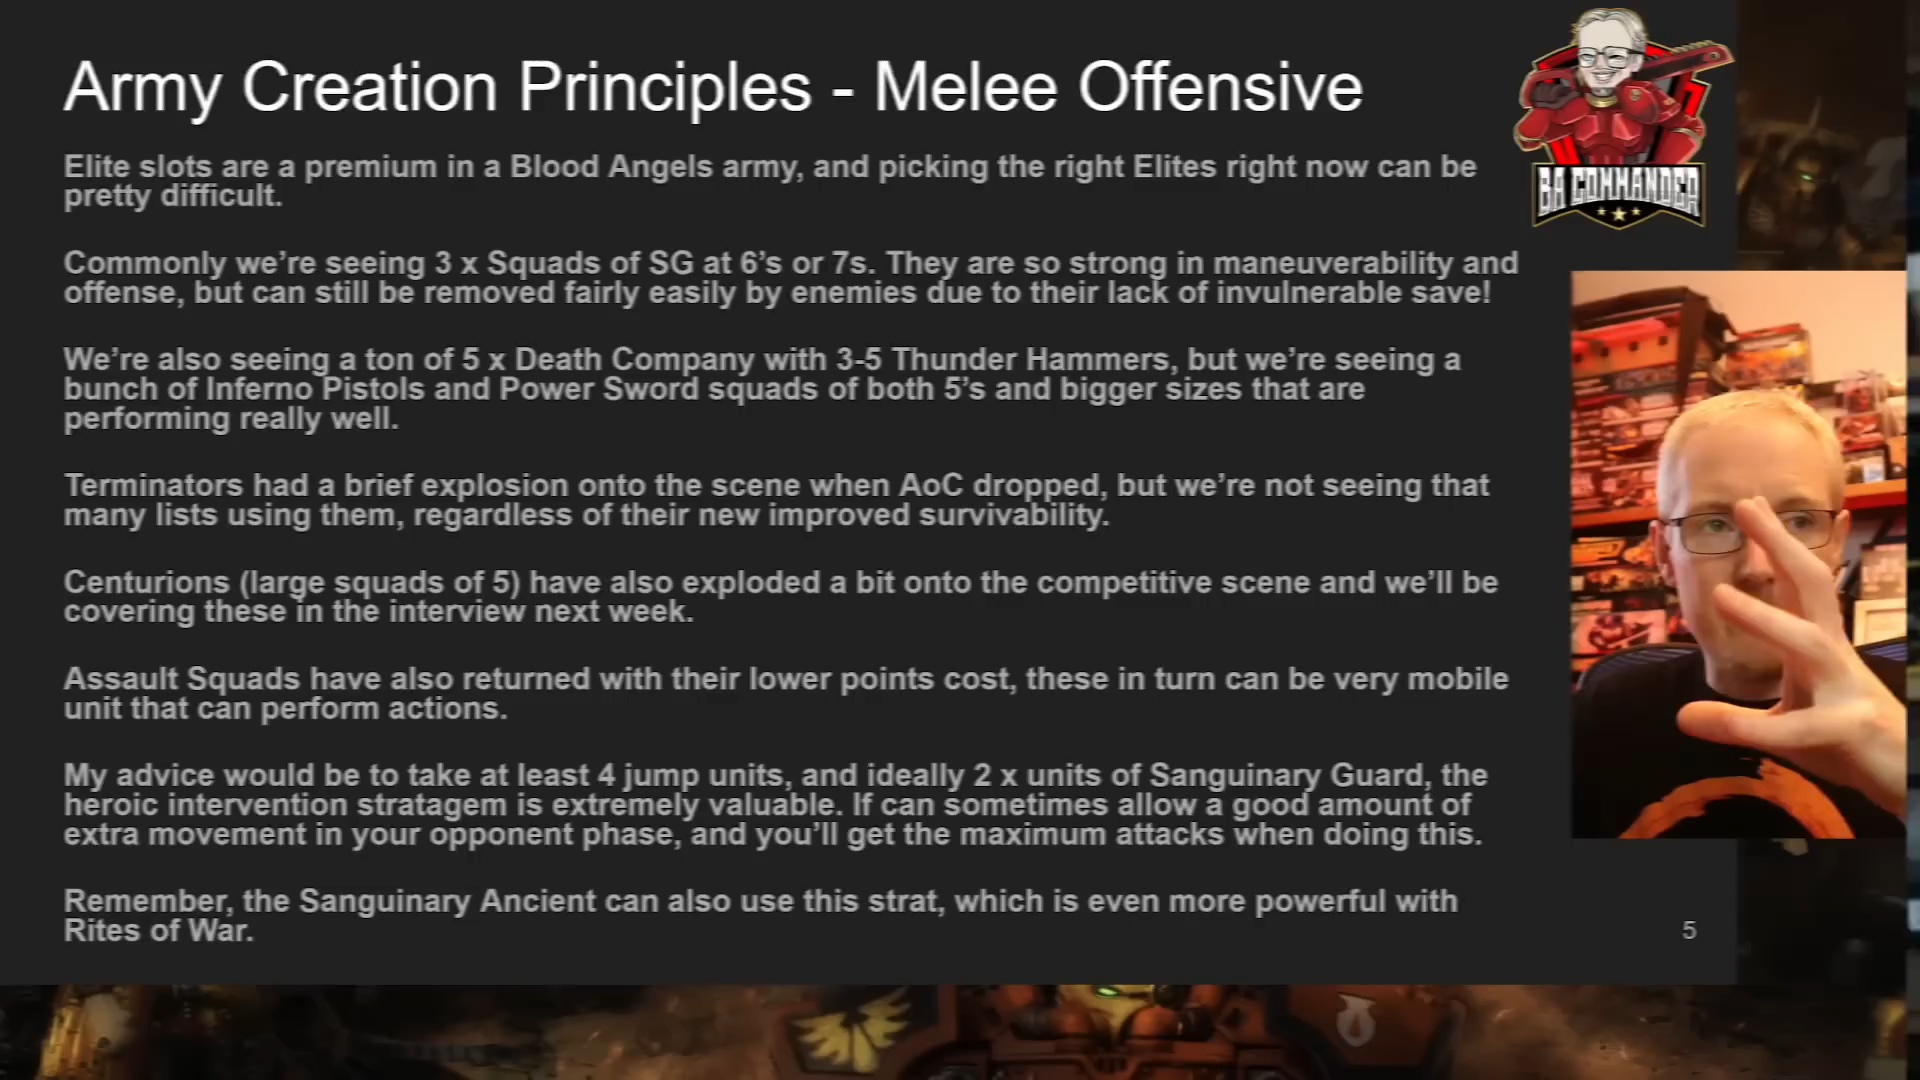 Army Creation Principles - Melee Offensive
Elite slots are a premium in a Blood Angels army, and picking the right Elites right now can be
pretty difficult.
Commonly we're seeing 3 x Squads of SG at 6's or 7s. They are so strong in maneuverability and
offense, but can still be removed fairly easily by enemies due to their lack of invulnerable save!
We're also seeing a ton of 5 x Death Company with 3-5 Thunder Hammers, but we're seeing a
bunch of Inferno Pistols and Power Sword squads of both 5's and bigger sizes that are
performing really well.
Terminators had a brief explosion onto the scene when AoC dropped, but we're not seeing that
many lists using them, regardless of their new improved survivability.
Centurions (large squads of 5) have also exploded a bit onto the competitive scene and we'll be
covering these in the interview next week.
Assault Squads have also returned with their lower points cost, these in turn can be very mobile
unit that can perform actions.
My advice would be to take at least 4 jump units, and ideally 2 x units of Sanguinary Guard, the
heroic intervention stratagem is extremely valuable. If can sometimes allow a good amount of
extra movement in your opponent phase, and you'll get the maximum attacks when doing this.
Remember, the Sanguinary Ancient can also use this strat, which is even more powerful with
Rites of War.
5
BA COMMANDER